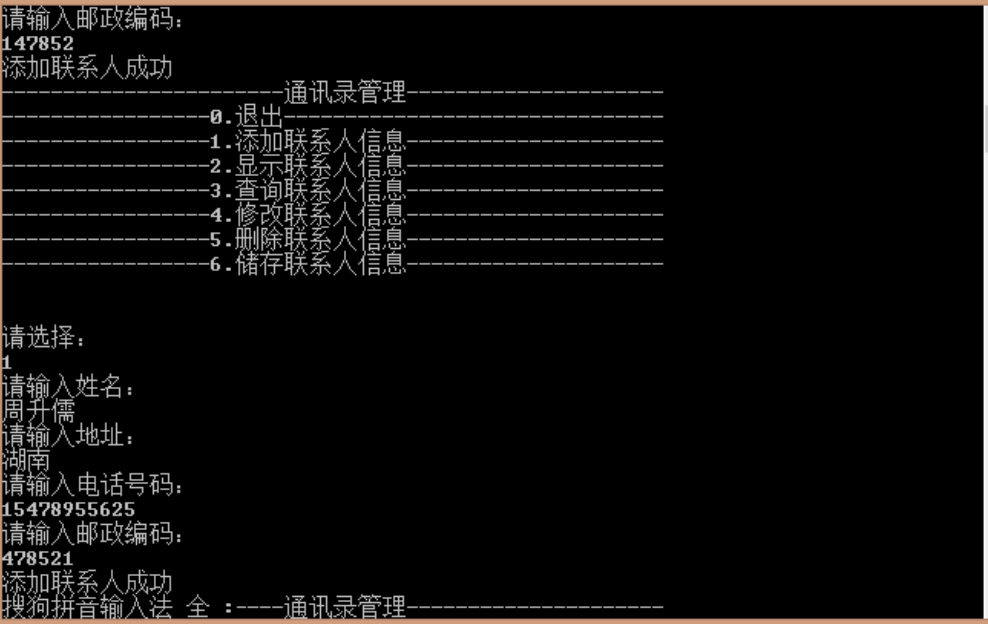 请输入邮政编码:
147852
添加联系人成功
-----------------------通讯录管理---------------------
-----------------0.退出-------------------------------
-----------------1.添加联系人信息---------------------
-----------------2.显示联系人信息---------------------
-----------------3.查询联系人信息---------------------
-----------------4.修改联系人信息---------------------
-----------------5.删除联系人信息---------------------
-----------------6.储存联系人信息---------------------
请选择:
1
请输入姓名:
周升儒
请输入地址:
湖南
请输入电话号码:
15478955625
请输入邮政编码:
478521
添加联系人成功
搜狗拼音输入法 全 :----通讯录管理---------------------